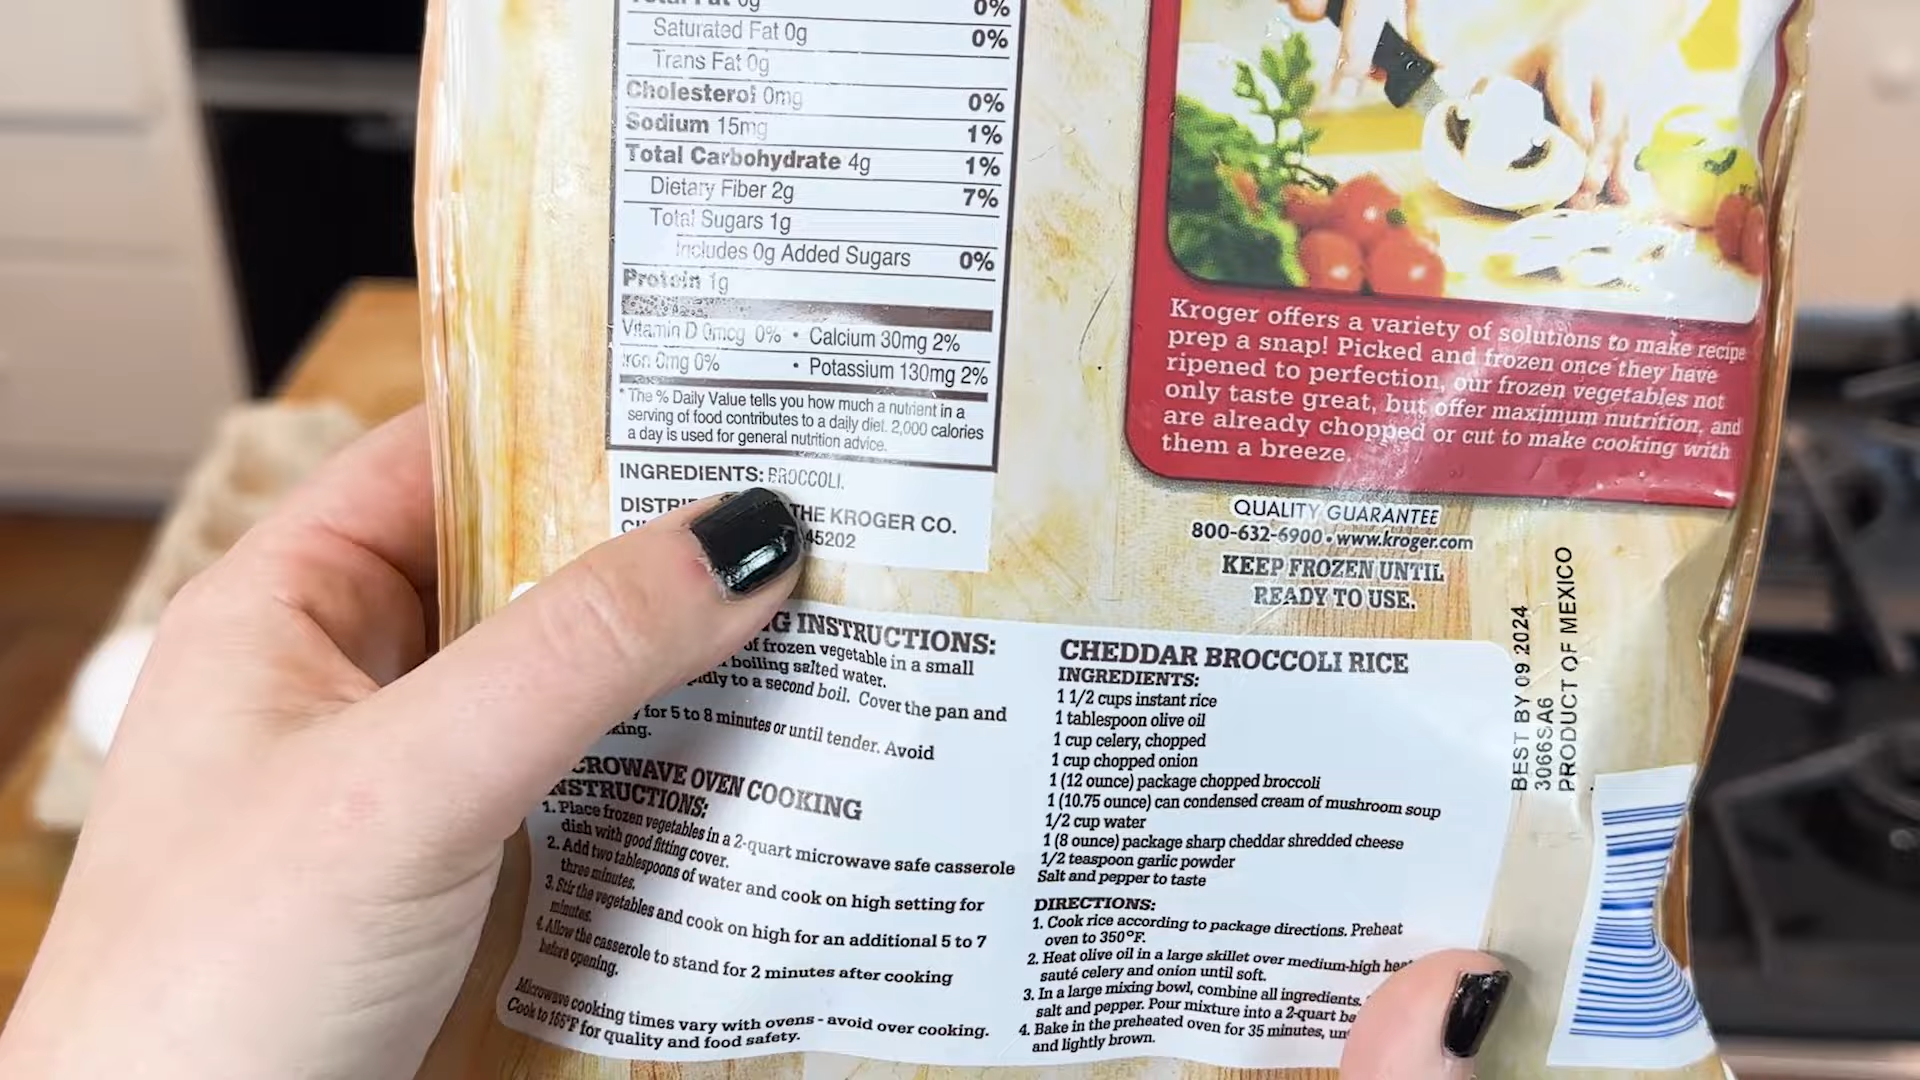 Total Fat 0g 0%
Saturated Fat 0g 0%
Trans Fat 0g
Cholesterol 0mg 0%
Sodium 15mg 1%
Total Carbohydrate 4g 1%
Dietary Fiber 2g 7%
Total Sugars 1g
Includes 0g Added Sugars 0%
Protein 1g
Vitamin D 0mcg 0% • Calcium 30mg 2%
Iron 0mg 0% • Potassium 130mg 2%
* The % Daily Value tells you how much a nutrient in a
serving of food contributes to a daily diet. 2,000 calories
a day is used for general nutrition advice.
INGREDIENTS: BROCCOLI.
THE KROGER CO.
45202
Kroger offers a variety of solutions to make recipe
prep a snap! Picked and frozen once they have
ripened to perfection, our frozen vegetables not
only taste great, but offer maximum nutrition, and
are already chopped or cut to make cooking with
them a breeze.
QUALITY GUARANTEE
800-632-6900 • www.kroger.com
KEEP FROZEN UNTIL
READY TO USE.
INSTRUCTIONS:
of frozen vegetable in a small
boiling salted water.
to a second boil. Cover the pan and
for 5 to 8 minutes or until tender. Avoid
MICROWAVE OVEN COOKING
INSTRUCTIONS:
1. Place frozen vegetables in a 2-quart microwave safe casserole
dish with good fitting cover.
2. Add two tablespoons of water and cook on high setting for
three minutes.
3. Stir the vegetables and cook on high for an additional 5 to 7
minutes.
4. Allow the casserole to stand for 2 minutes after cooking
before opening.
Microwave cooking times vary with ovens - avoid over cooking.
Cook to 165°F for quality and food safety.
CHEDDAR BROCCOLI RICE
INGREDIENTS:
1 1/2 cups instant rice
1 tablespoon olive oil
1 cup celery, chopped
1 cup chopped onion
1 (12 ounce) package chopped broccoli
1 (10.75 ounce) can condensed cream of mushroom soup
1/2 cup water
1 (8 ounce) package sharp cheddar shredded cheese
1/2 teaspoon garlic powder
Salt and pepper to taste
DIRECTIONS:
1. Cook rice according to package directions. Preheat
oven to 350°F.
2. Heat olive oil in a large skillet over medium-high heat
sauté celery and onion until soft.
3. In a large mixing bowl, combine all ingredients.
salt and pepper. Pour mixture into a 2-quart
4. Bake in the preheated oven for 35 minutes,
and lightly brown.
BEST BY 09 2024
3066SA6
PRODUCT OF MEXICO